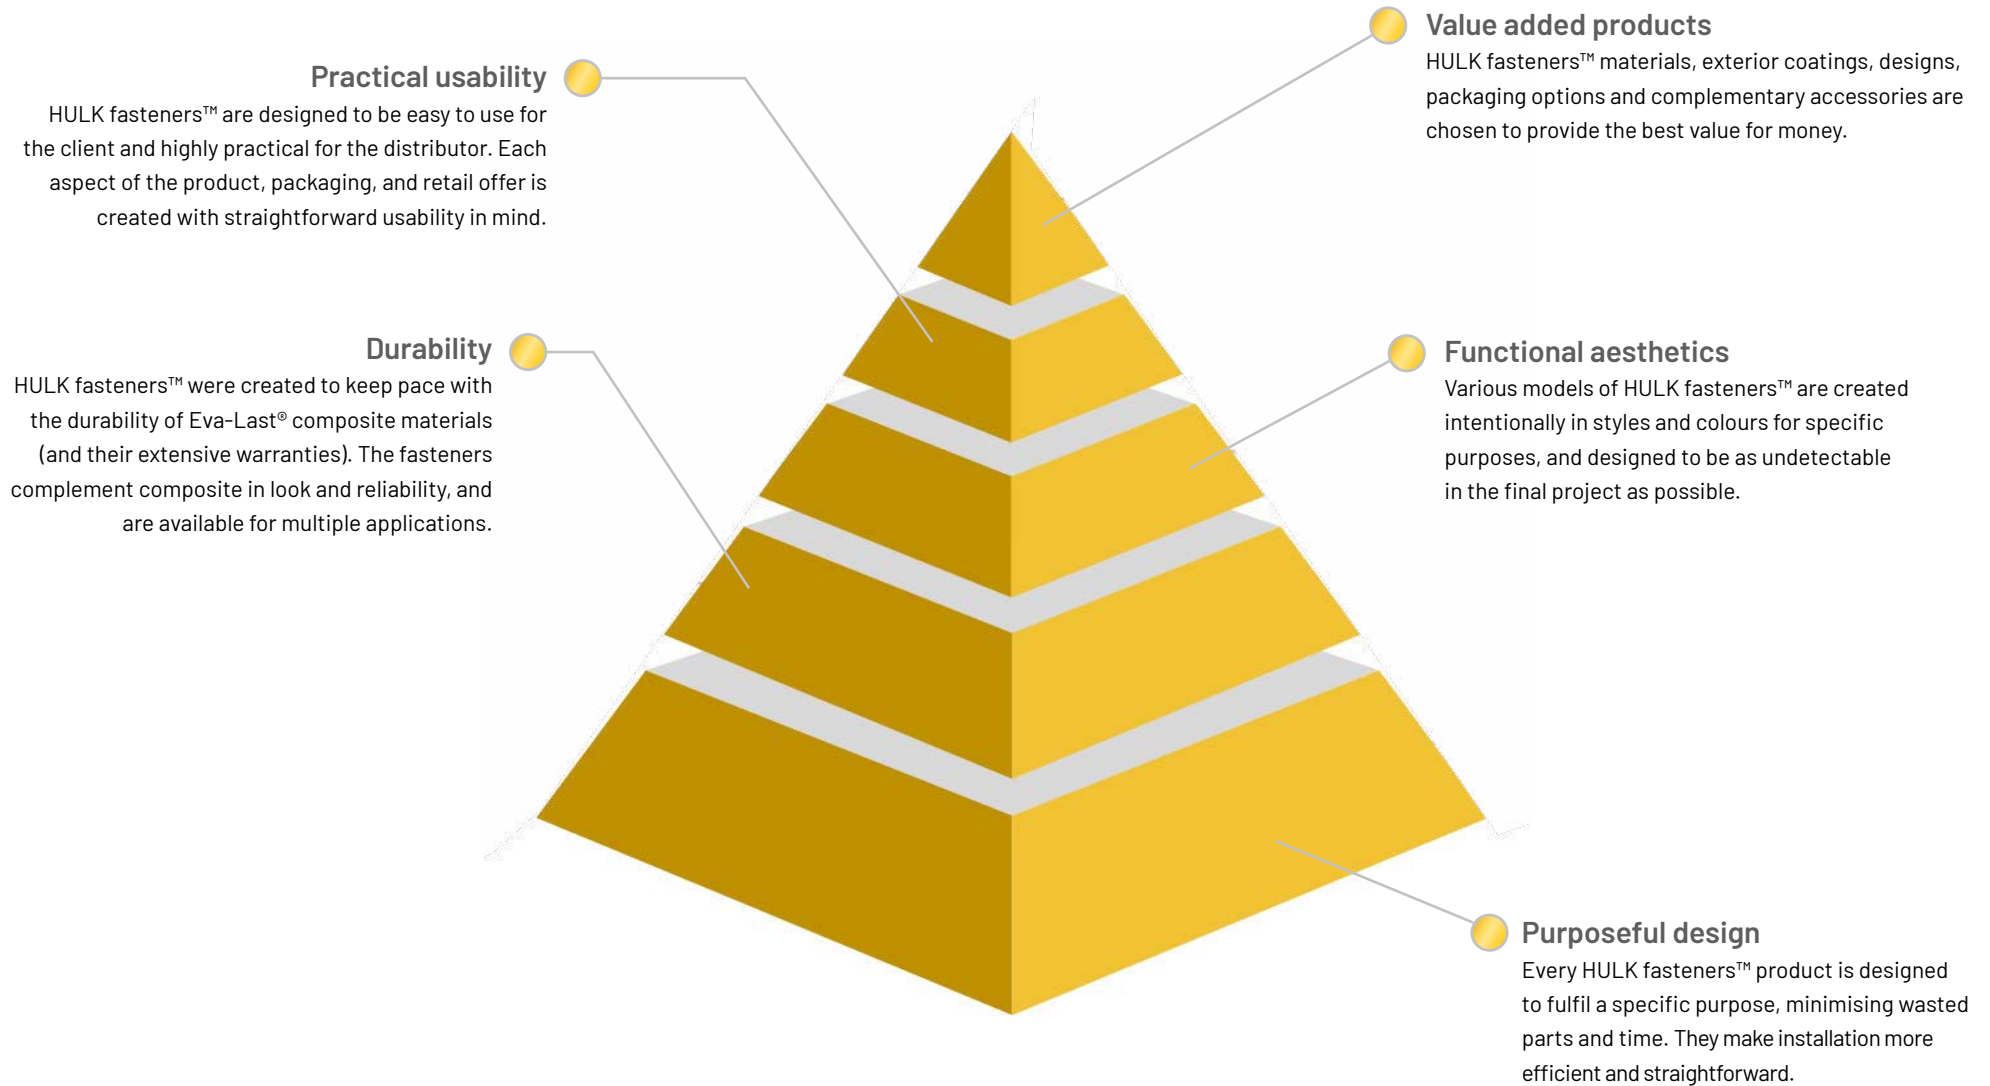 Practical usability
HULK fasteners™ are designed to be easy to use for
the client and highly practical for the distributor. Each
aspect of the product, packaging, and retail offer is
created with straightforward usability in mind.
Durability
HULK fasteners™ were created to keep pace with
the durability of Eva-Last® composite materials
(and their extensive warranties). The fasteners
complement composite in look and reliability, and
are available for multiple applications.
Value added products
HULK fasteners™ materials, exterior coatings, designs,
packaging options and complementary accessories are
chosen to provide the best value for money.
Functional aesthetics
Various models of HULK fasteners™ are created
intentionally in styles and colours for specific
purposes, and designed to be as undetectable
in the final project as possible.
Purposeful design
Every HULK fasteners™ product is designed
to fulfil a specific purpose, minimising wasted
parts and time. They make installation more
efficient and straightforward.